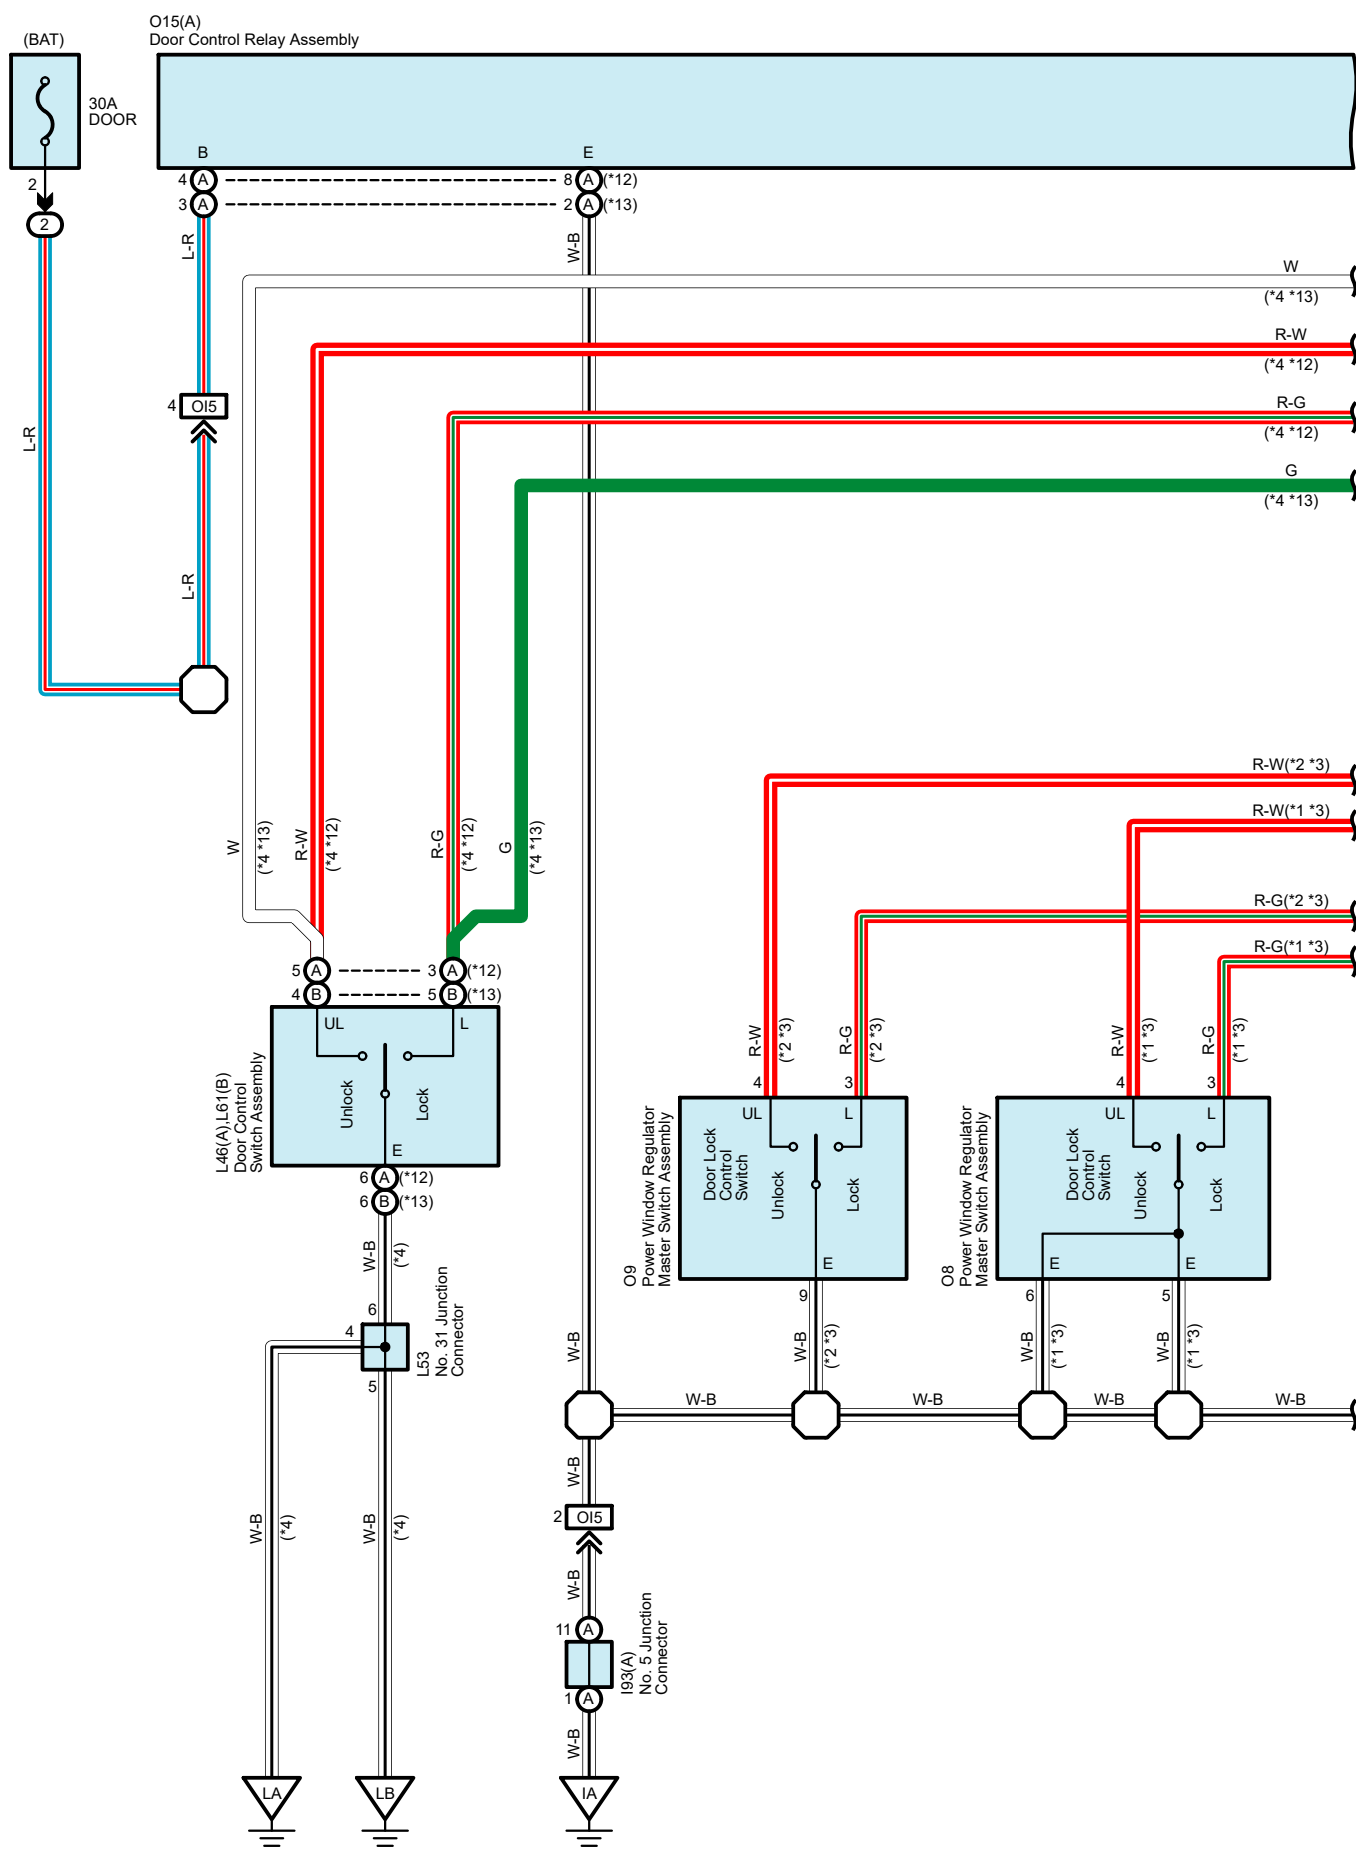 O15(A)
Door Control Relay Assembly
(BAT)
30A
DOOR
B
E
4 A
8 A (*12)
3 A
2 A (*13)
2
2
L-R
W-B
W
(*4 *13)
R-W
(*4 *12)
R-G
(*4 *12)
G
(*4 *13)
4 OI5
L-R
L-R
R-W(*2 *3)
R-W(*1 *3)
R-G(*2 *3)
R-G(*1 *3)
W
(*4 *13)
R-W
(*4 *12)
R-G
(*4 *12)
G
(*4 *13)
5 A
3 A (*12)
4 B
5 B (*13)
UL
L
Unlock
Lock
E
L46(A),L61(B)
Door Control
Switch Assembly
6 A (*12)
6 B (*13)
R-W
(*2 *3)
R-G
(*2 *3)
R-W
(*1 *3)
R-G
(*1 *3)
4
3
4
3
UL
L
Door Lock
Control
Switch
Unlock
Lock
E
O9
Power Window Regulator
Master Switch Assembly
UL
L
Door Lock
Control
Switch
Unlock
Lock
E
E
O8
Power Window Regulator
Master Switch Assembly
9
6
5
W-B
(*4)
6
4
5
L53
No. 31 Junction
Connector
W-B
W-B
(*2 *3)
W-B
(*1 *3)
W-B
(*1 *3)
W-B
W-B
W-B
W-B
W-B
W-B
(*4)
W-B
(*4)
2 OI5
W-B
11 A
I93(A)
No. 5 Junction
Connector
1 A
W-B
LA
LB
IA